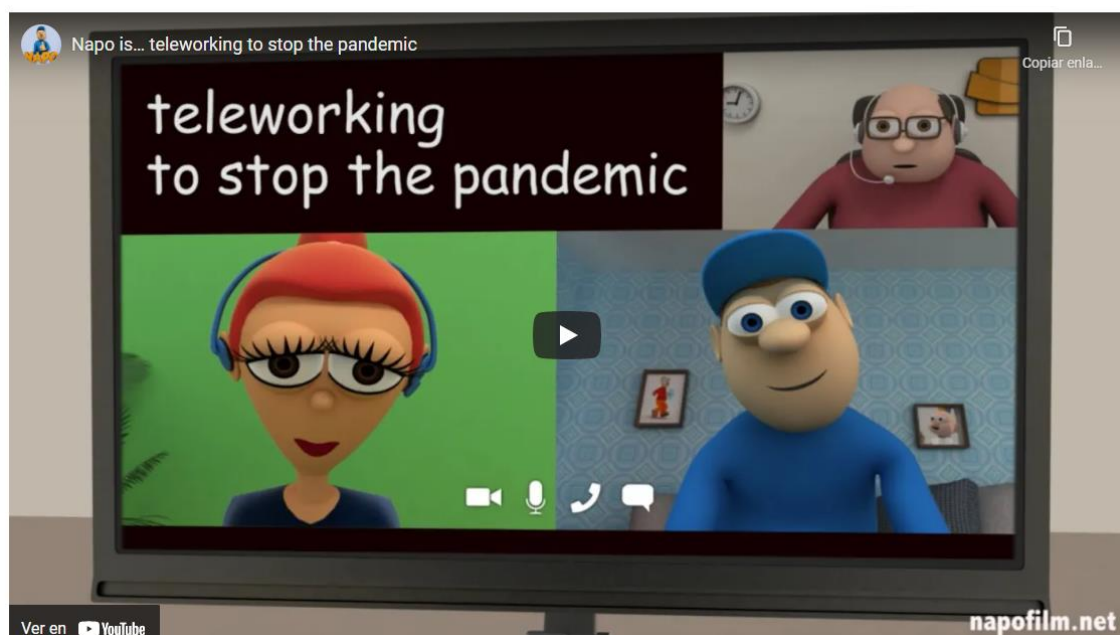 Napo is... teleworking to stop the pandemic
Copiar enla...
teleworking
to stop the pandemic
NAPO
Ver en YouTube
napofilm.net